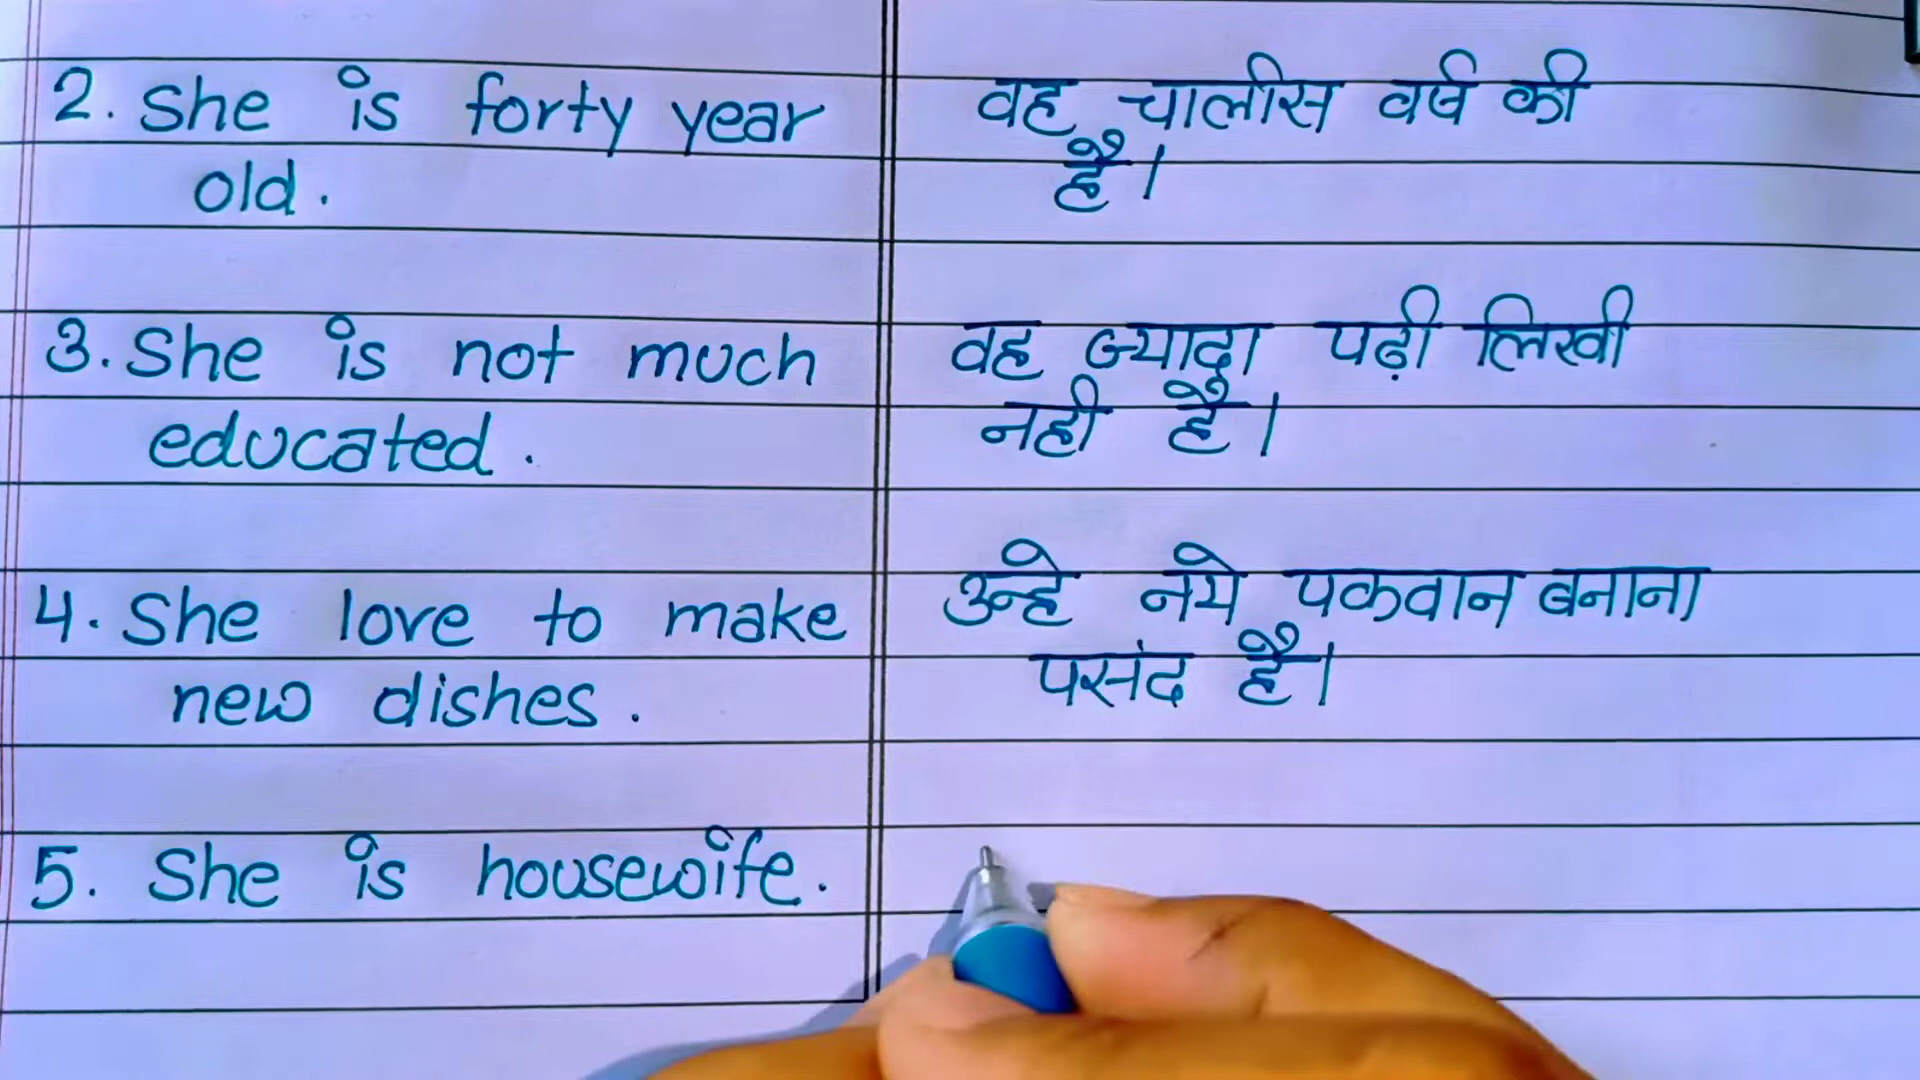 2. She is forty year
old.
वह चालीस वर्ष की
है।
3. She is not much
educated.
वह ज्यादा पढ़ी लिखी
नही है।
4. She love to make
new dishes.
उन्हे नये पकवान बनाना
पसंद है।
5. She is housewife.